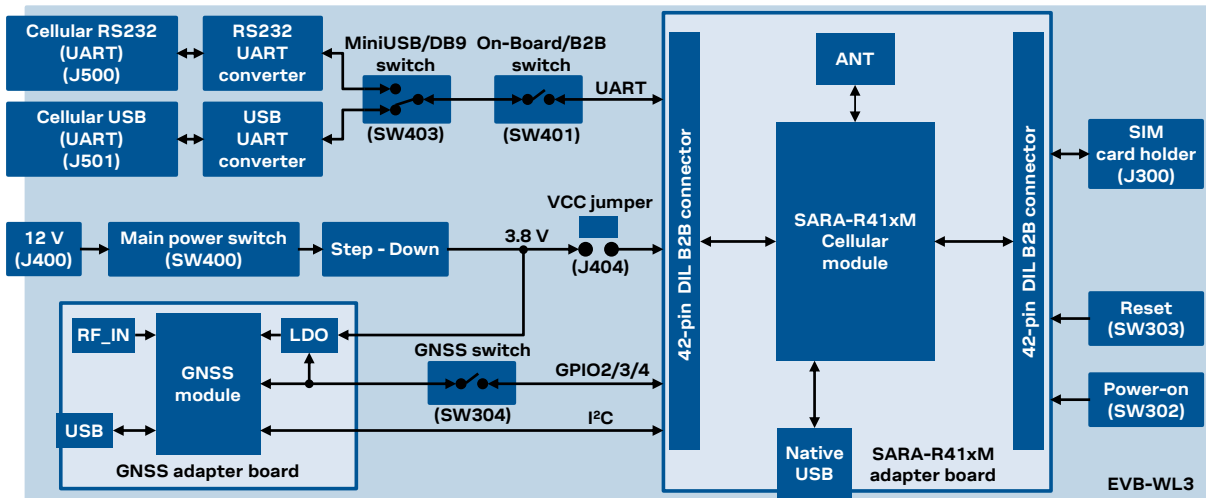 Cellular RS232
(UART)
(J500)
RS232
UART
converter
MiniUSB/DB9
switch
(SW403)
On-Board/B2B
switch
(SW401)
UART
Cellular USB
(UART)
(J501)
USB
UART
converter
12 V
(J400)
Main power switch
(SW400)
Step - Down
3.8 V
VCC jumper
(J404)
RF_IN
GNSS
module
LDO
USB
GNSS adapter board
GNSS switch
(SW304)
GPIO2/3/4
I²C
42-pin DIL B2B connector
ANT
SARA-R41xM
Cellular
module
Native
USB
SARA-R41xM
adapter board
42-pin DIL B2B connector
SIM
card holder
(J300)
Reset
(SW303)
Power-on
(SW302)
EVB-WL3